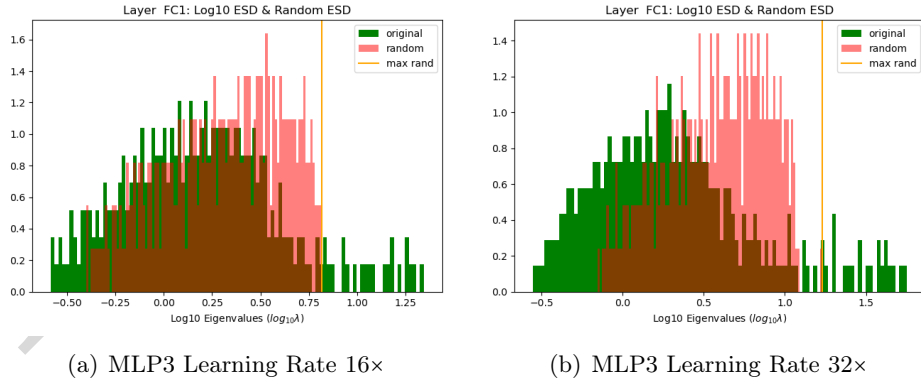 Layer FC1: Log10 ESD & Random ESD
original
random
max rand
1.6
1.4
1.2
1.0
0.8
0.6
0.4
0.2
0.0
−0.50
−0.25
0.00
0.25
0.50
0.75
1.00
1.25
Log10 Eigenvalues (log₁₀λ)
(a) MLP3 Learning Rate 16×
Layer FC1: Log10 ESD & Random ESD
original
random
max rand
1.6
1.4
1.2
1.0
0.8
0.6
0.4
0.2
0.0
−0.5
0.0
0.5
1.0
1.5
Log10 Eigenvalues (log₁₀λ)
(b) MLP3 Learning Rate 32×